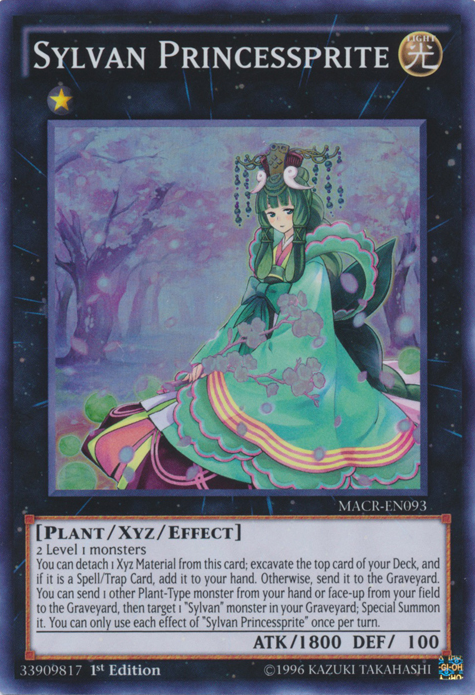 SYLVAN PRINCESSPRITE
LIGHT
光
MACR-EN093
[PLANT/XYZ/EFFECT]
2 Level 1 monsters
You can detach 1 Xyz Material from this card; excavate the top card of your Deck, and
if it is a Spell/Trap Card, add it to your hand. Otherwise, send it to the Graveyard.
You can send 1 other Plant-Type monster from your hand or face-up from your field
to the Graveyard, then target 1 "Sylvan" monster in your Graveyard; Special Summon
it. You can only use each effect of "Sylvan Princessprite" once per turn.
ATK/1800 DEF/ 100
33909817 1st Edition ©1996 KAZUKI TAKAHASHI